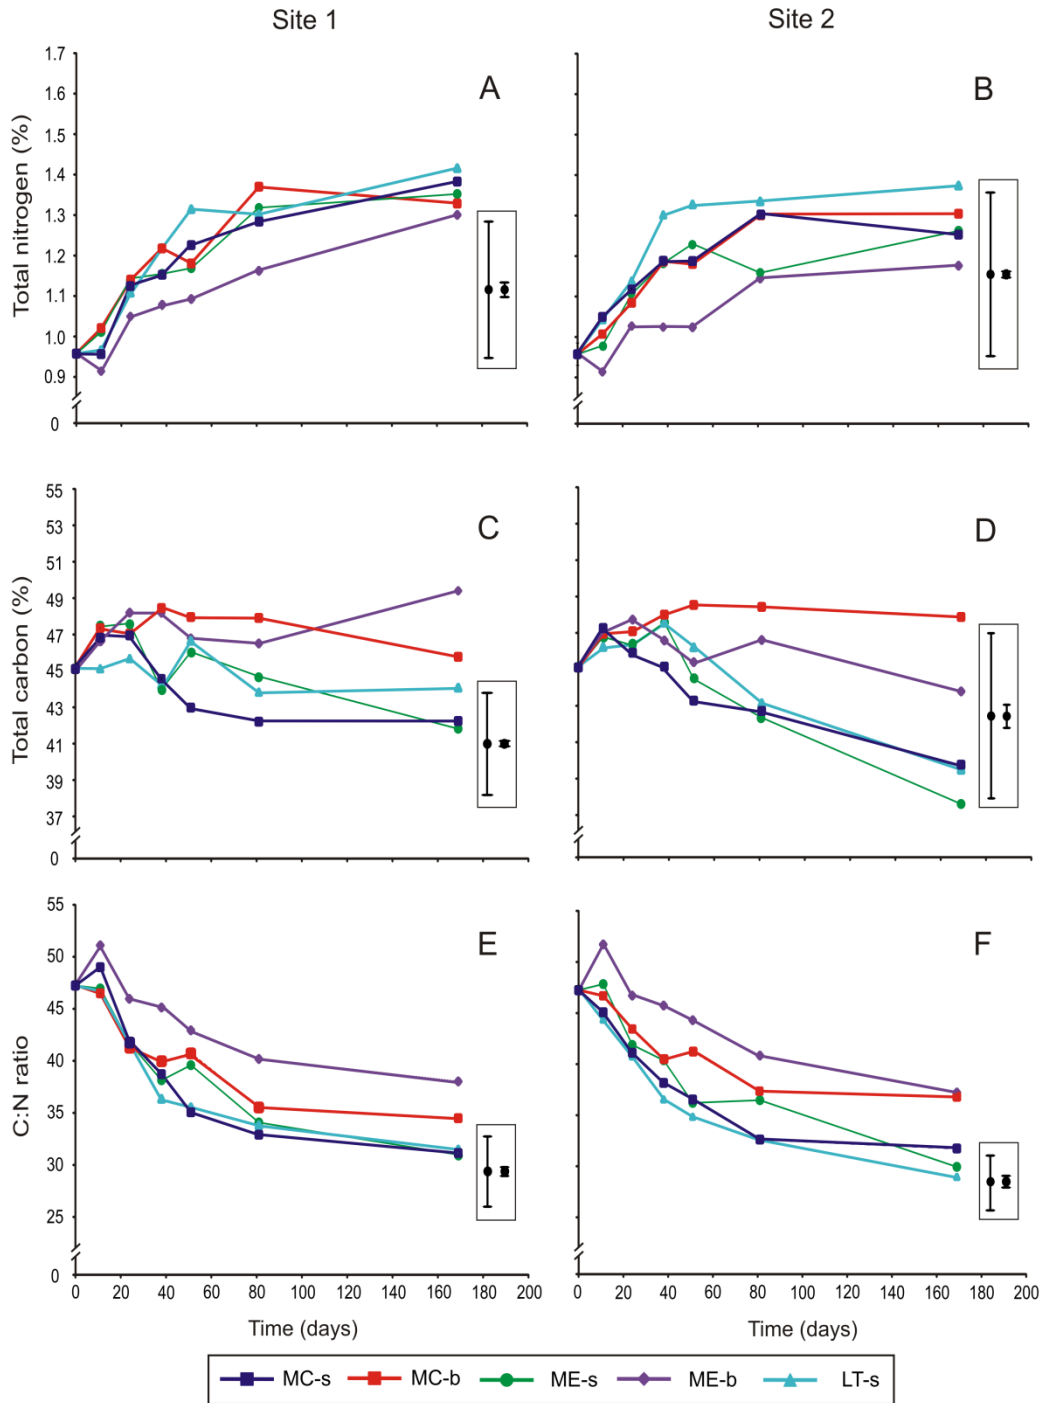 Site 1 Site 2
A
Total nitrogen (%)
1.7
1.6
1.5
1.4
1.3
1.2
1.1
1.0
0.9
0
B
C
Total carbon (%)
55
53
51
49
47
45
43
41
39
37
0
D
E
C:N ratio
55
50
45
40
35
30
25
0
0 20 40 60 80 100 120 140 160 180 200
Time (days)
F
0 20 40 60 80 100 120 140 160 180 200
Time (days)
MC-s MC-b ME-s ME-b LT-s